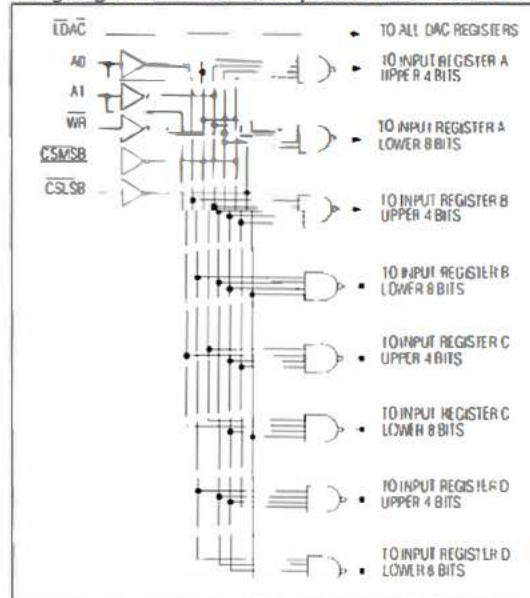 LDAC
TO ALL DAC REGISTERS
A0
TO INPUT REGISTER A
UPPER 4 BITS
A1
WR
TO INPUT REGISTER A
LOWER 8 BITS
CSMSB
CSLSB
TO INPUT REGISTER B
UPPER 4 BITS
TO INPUT REGISTER B
LOWER 8 BITS
TO INPUT REGISTER C
UPPER 4 BITS
TO INPUT REGISTER C
LOWER 8 BITS
TO INPUT REGISTER D
UPPER 4 BITS
TO INPUT REGISTER D
LOWER 8 BITS